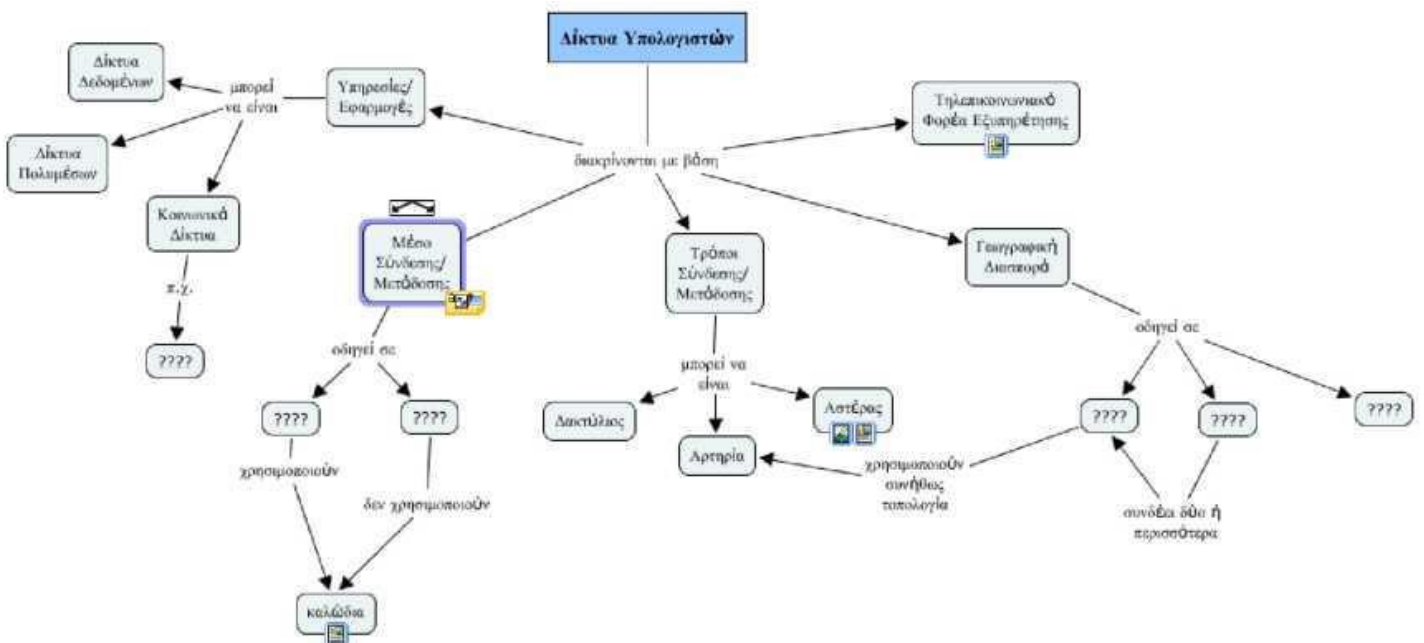 Δίκτυα Υπολογιστών
Δίκτυα
Δεδομένων
μπορεί
να είναι
Υπηρεσίες/
Εφαρμογές
Τηλεπικοινωνιακό
Φορέα Εξυπηρέτησης
Δίκτυα
Πολυμέσων
διακρίνονται με βάση
Κοινωνικά
Δίκτυα
Μέσο
Σύνδεσης/
Μετάδοσης
Τρόποι
Σύνδεσης/
Μετάδοσης
Γεωγραφική
Διασπορά
π.χ.
????
οδηγεί σε
μπορεί να
είναι
οδηγεί σε
????
????
Δακτύλιος
Αστέρας
Αρτηρία
????
????
????
χρησιμοποιούν
δεν χρησιμοποιούν
χρησιμοποιούν
συνήθως
τοπολογία
συνδέει δύο ή
περισσότερα
καλώδια